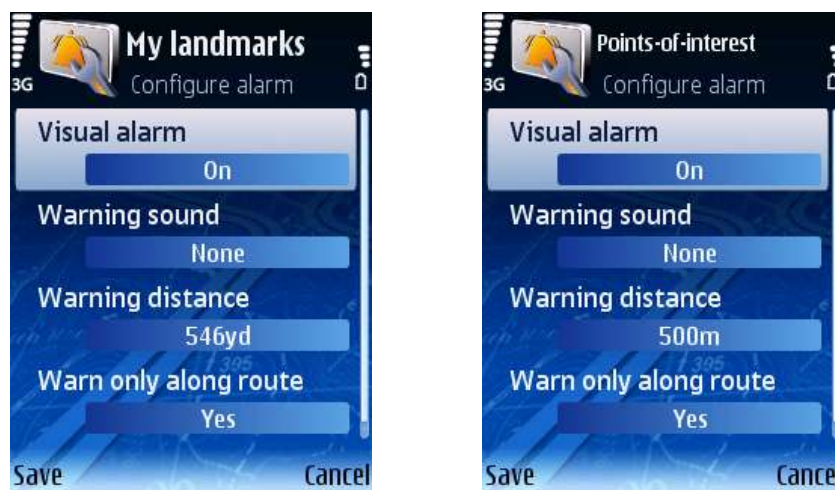 My landmarks
3G
Configure alarm
Visual alarm
On
Warning sound
None
Warning distance
546yd
Warn only along route
Yes
Save Cancel
Points-of-interest
3G
Configure alarm
Visual alarm
On
Warning sound
None
Warning distance
500m
Warn only along route
Yes
Save Cance